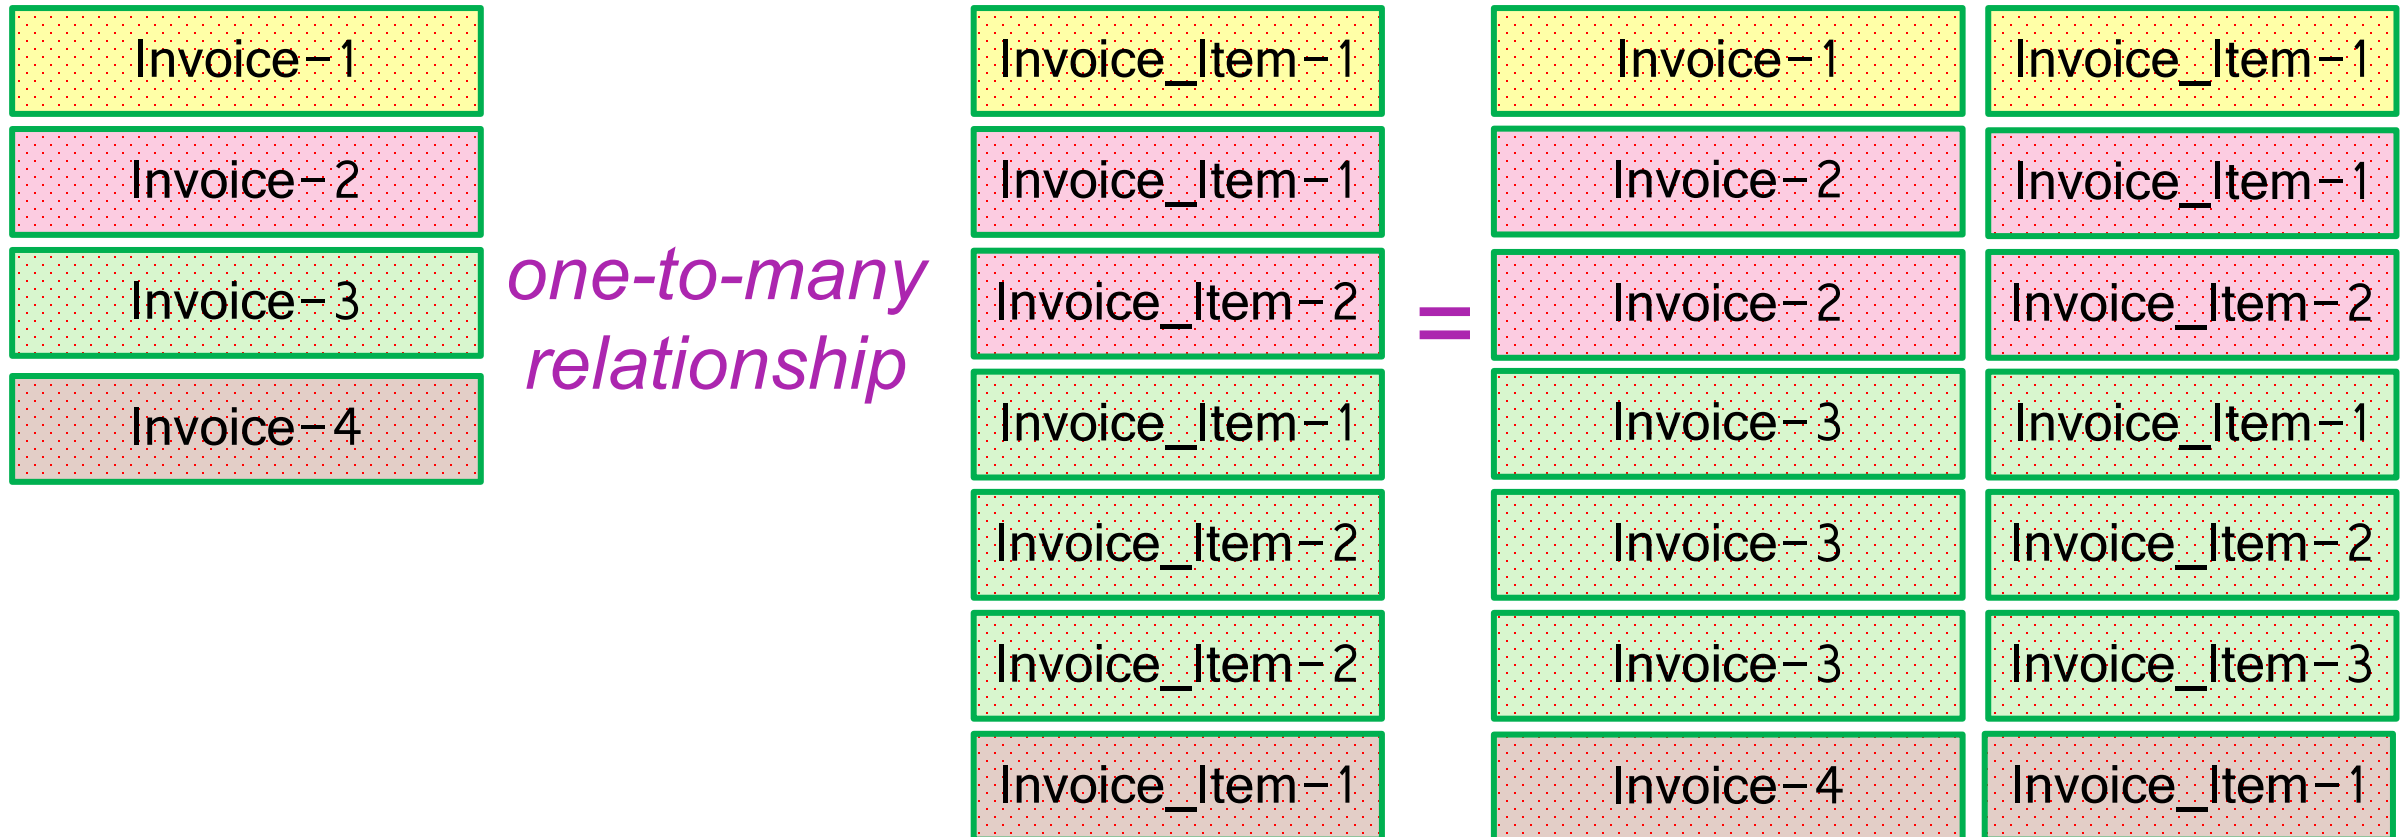 Invoice-1
Invoice-2
Invoice-3
Invoice-4
one-to-many
relationship
Invoice_Item-1
Invoice_Item-1
Invoice_Item-2
Invoice_Item-1
Invoice_Item-2
Invoice_Item-2
Invoice_Item-1
=
Invoice-1 Invoice_Item-1
Invoice-2 Invoice_Item-1
Invoice-2 Invoice_Item-2
Invoice-3 Invoice_Item-1
Invoice-3 Invoice_Item-2
Invoice-3 Invoice_Item-3
Invoice-4 Invoice_Item-1